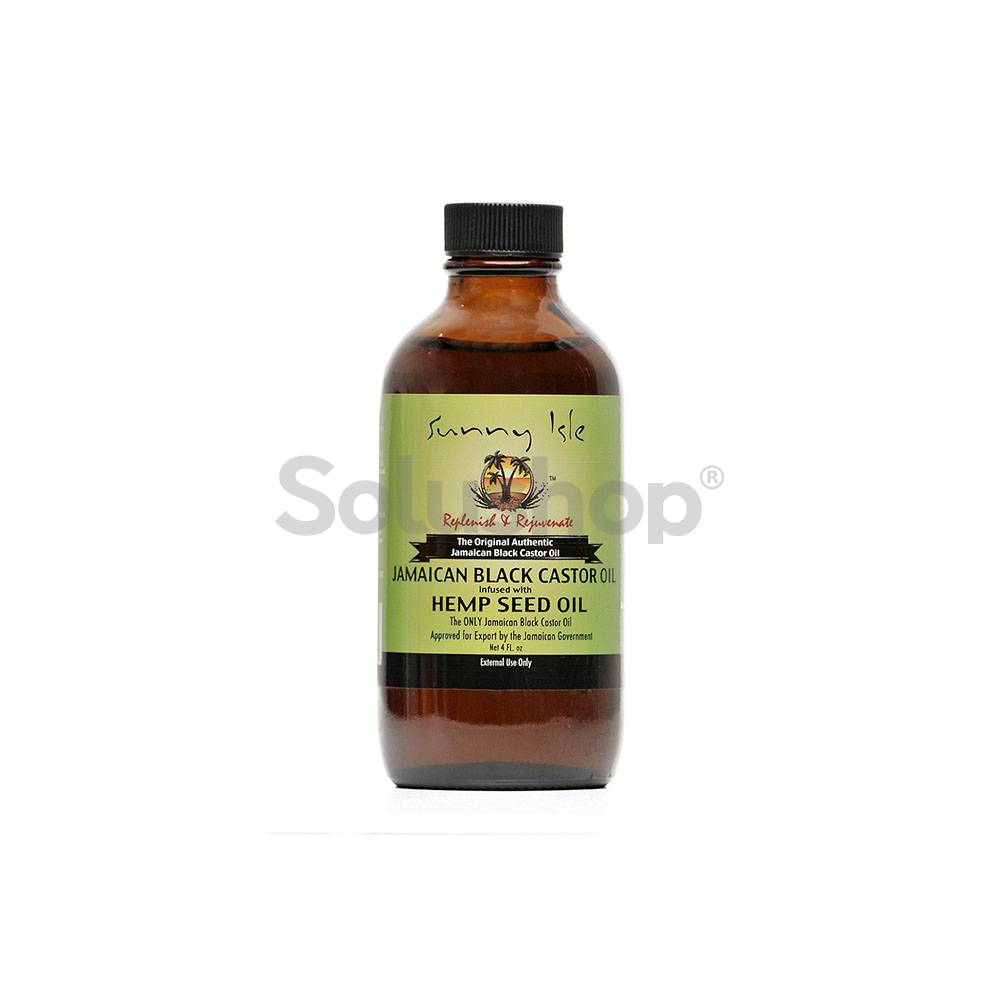 Sunny Isle
TM
Replenish & Rejuvenate
The Original Authentic
Jamaican Black Castor Oil
JAMAICAN BLACK CASTOR OIL
infused with
HEMP SEED OIL
The ONLY Jamaican Black Castor Oil
Approved for Export by the Jamaican Government
Net 4 FL. oz
External Use Only
Solushop®